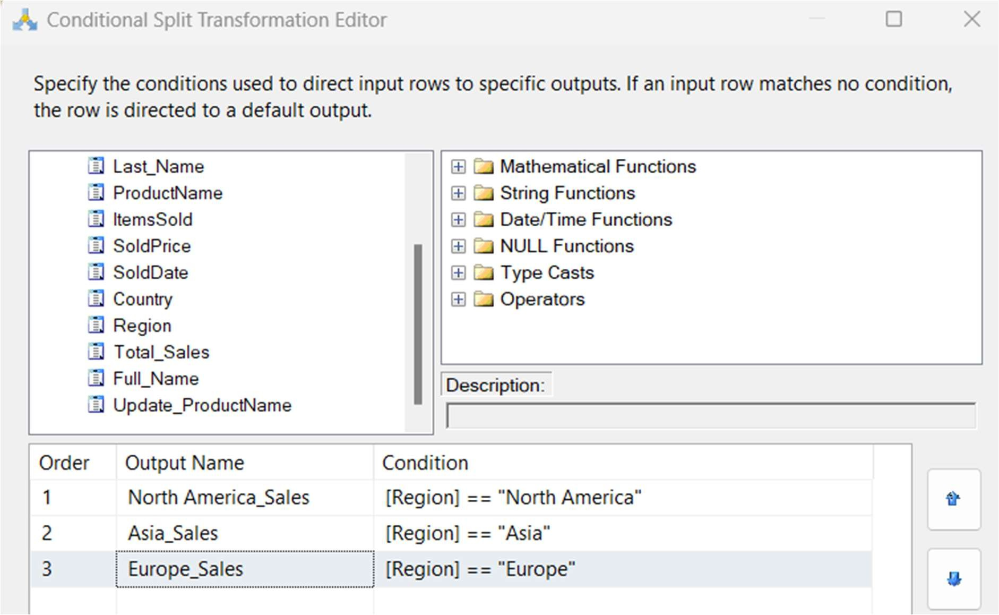 Conditional Split Transformation Editor
Specify the conditions used to direct input rows to specific outputs. If an input row matches no condition,
the row is directed to a default output.
Last_Name
ProductName
ItemsSold
SoldPrice
SoldDate
Country
Region
Total_Sales
Full_Name
Update_ProductName
Mathematical Functions
String Functions
Date/Time Functions
NULL Functions
Type Casts
Operators
Description:
Order Output Name Condition
1 North America_Sales [Region] == "North America"
2 Asia_Sales [Region] == "Asia"
3 Europe_Sales [Region] == "Europe"